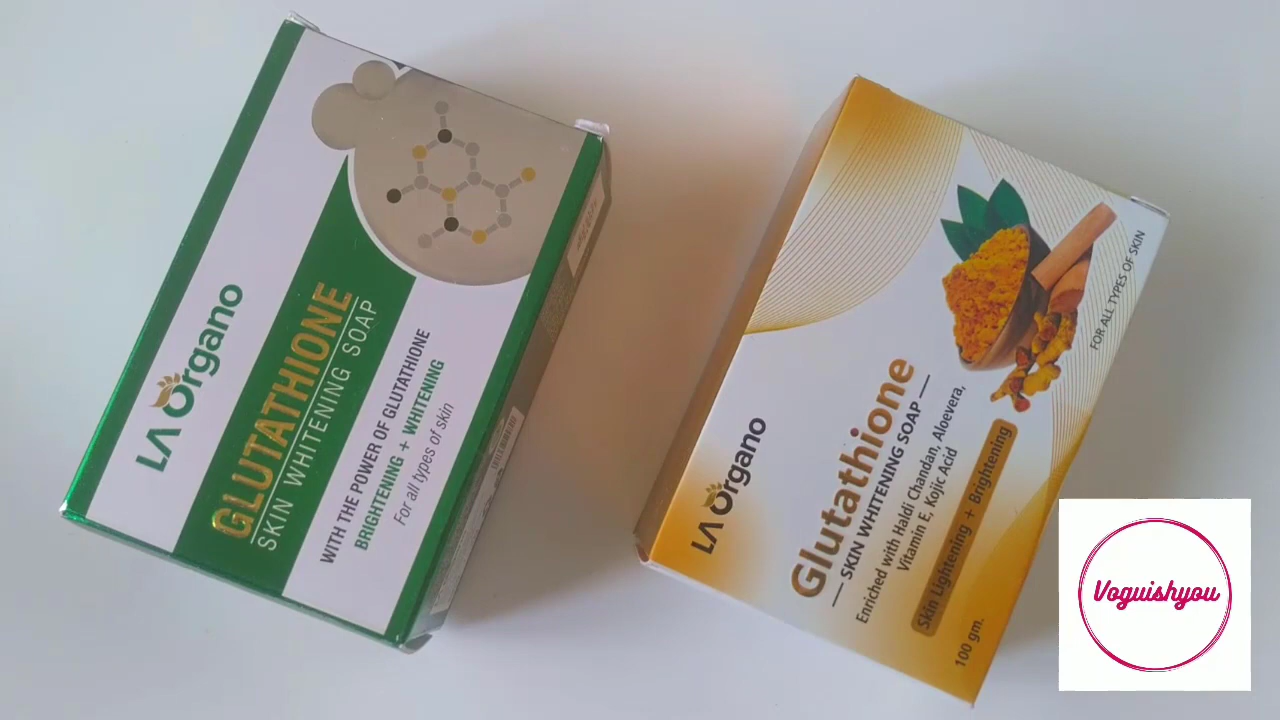 LA Organo
GLUTATHIONE
SKIN WHITENING SOAP
WITH THE POWER OF GLUTATHIONE
BRIGHTENING + WHITENING
For all types of skin
LA Organo
Glutathione
SKIN WHITENING SOAP
Enriched with Haldi Chandan, Aloevera,
Vitamin E, Kojic Acid
Skin Lightening + Brightening
100 gm.
FOR ALL TYPES OF SKIN
Voguishyou